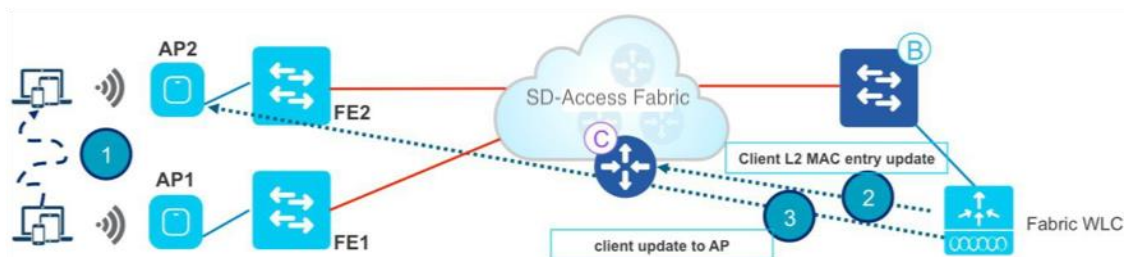 AP2
FE2
1
AP1
FE1
SD-Access Fabric
C
B
Client L2 MAC entry update
2
3
client update to AP
Fabric WLC